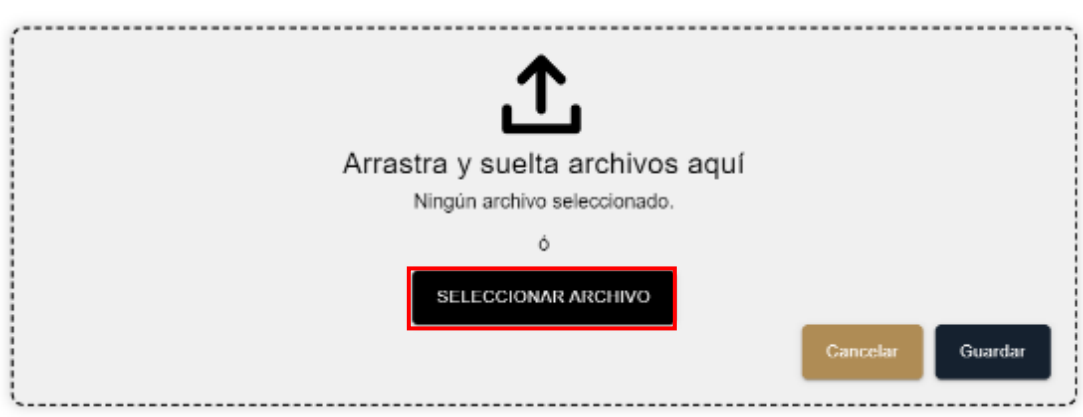 Arrastra y suelta archivos aquí
Ningún archivo seleccionado.
ó
SELECCIONAR ARCHIVO
Cancelar
Guardar